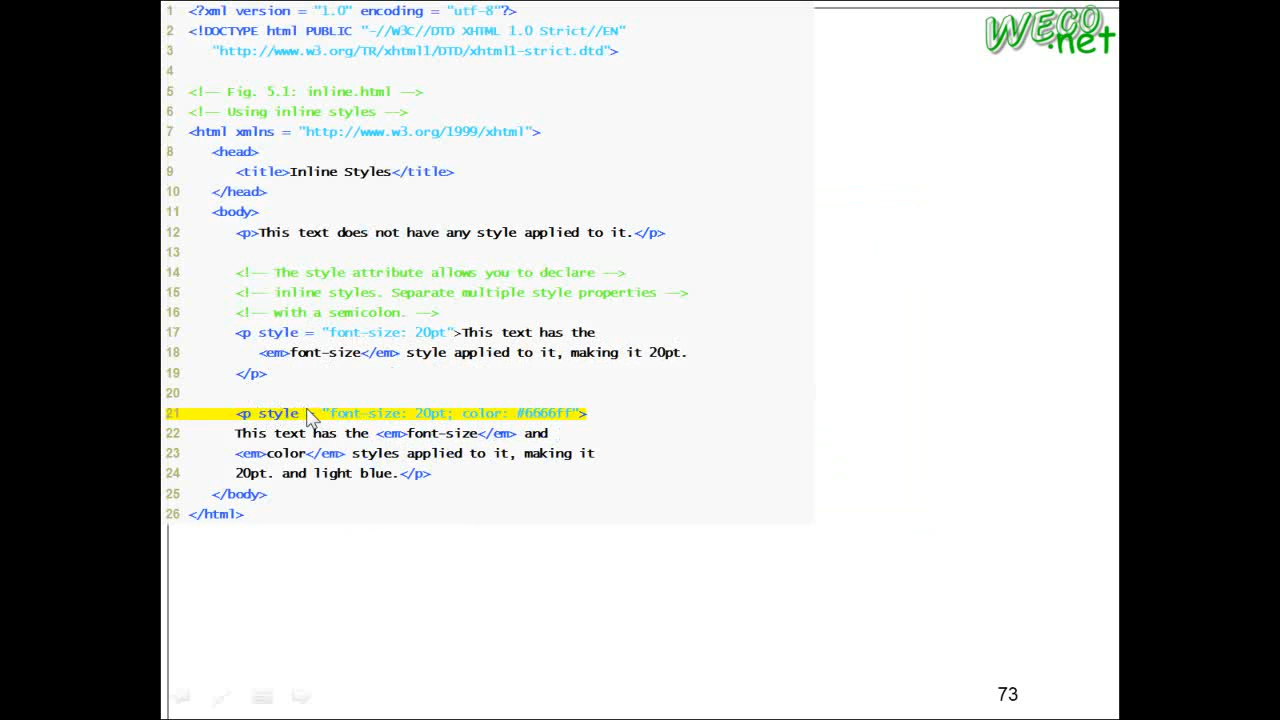 WECO.net
1 <?xml version = "1.0" encoding = "utf-8"?>
2 <!DOCTYPE html PUBLIC "-//W3C//DTD XHTML 1.0 Strict//EN"
3 "http://www.w3.org/TR/xhtml1/DTD/xhtml1-strict.dtd">
4
5 <!-- Fig. 5.1: inline.html -->
6 <!-- Using inline styles -->
7 <html xmlns = "http://www.w3.org/1999/xhtml">
8 <head>
9 <title>Inline Styles</title>
10 </head>
11 <body>
12 <p>This text does not have any style applied to it.</p>
13
14 <!-- The style attribute allows you to declare -->
15 <!-- inline styles. Separate multiple style properties -->
16 <!-- with a semicolon. -->
17 <p style = "font-size: 20pt">This text has the
18 <em>font-size</em> style applied to it, making it 20pt.
19 </p>
20
21 <p style = "font-size: 20pt; color: #6666ff">
22 This text has the <em>font-size</em> and
23 <em>color</em> styles applied to it, making it
24 20pt. and light blue.</p>
25 </body>
26 </html>
73